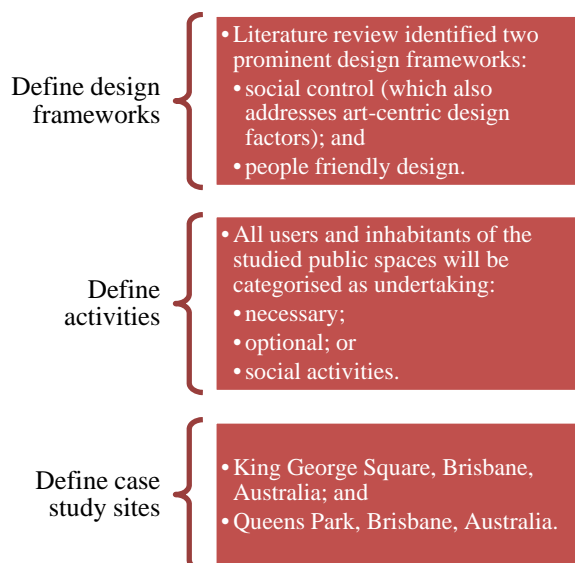 Define design
frameworks
• Literature review identified two
prominent design frameworks:
• social control (which also
addresses art-centric design
factors); and
• people friendly design.
Define
activities
• All users and inhabitants of the
studied public spaces will be
categorised as undertaking:
• necessary;
• optional; or
• social activities.
Define case
study sites
• King George Square, Brisbane,
Australia; and
• Queens Park, Brisbane, Australia.